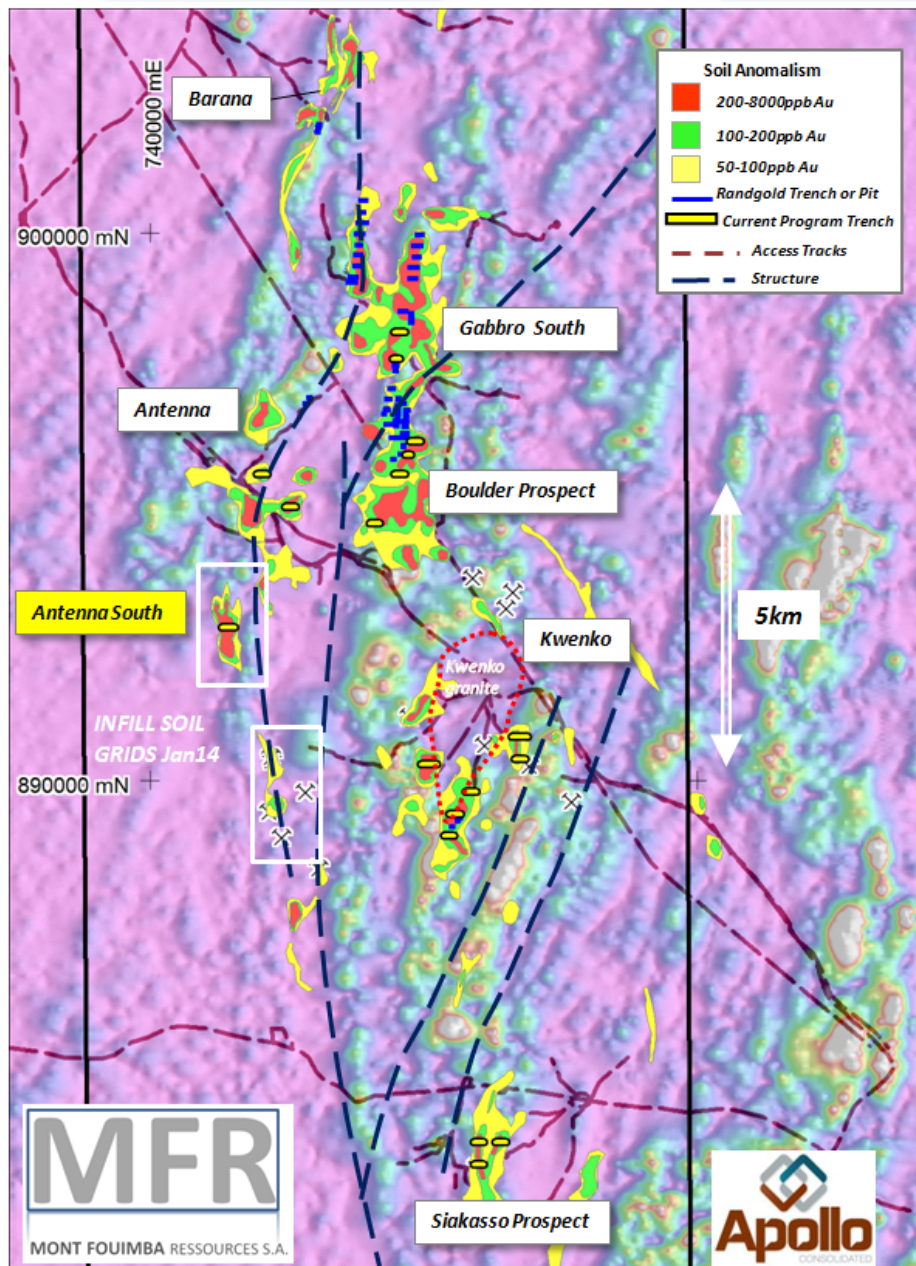 Soil Anomalism
200-8000ppb Au
100-200ppb Au
50-100ppb Au
Randgold Trench or Pit
Current Program Trench
Access Tracks
Structure
Barana
740000 mE
900000 mN
Gabbro South
Antenna
Boulder Prospect
Antenna South
5km
Kwenko
Kwenko
granite
INFILL SOIL
GRIDS Jan14
890000 mN
Siakasso Prospect
MFR
MONT FOUIMBA RESSOURCES S.A.
Apollo
CONSOLIDATED